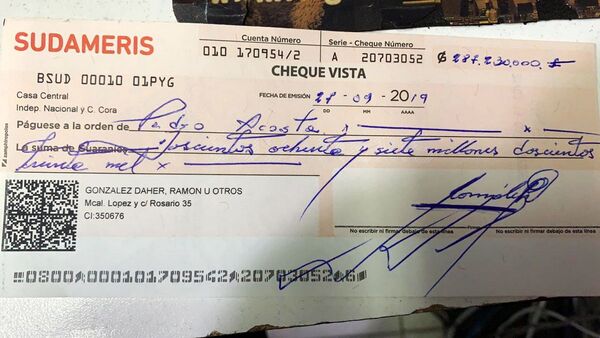 SUDAMERIS
Cuenta Número
Serie - Cheque Número
010 170954/2 A 20703052 ₲ 287.230.000.=
BSUD 00010 01PYG
CHEQUE VISTA
Casa Central
Indep. Nacional y C. Cora
FECHA DE EMISIÓN 27 - 09 - 2019
DD MM AAAA
Páguese a la orden de Pedro Acosta x
La suma de Guaraníes Doscientos ochenta y siete millones doscientos
treinta mil x
GONZALEZ DAHER, RAMON U OTROS
Mcal. Lopez y c/ Rosario 35
CI:350676
No escribir ni firmar debajo de esta línea
No escribir ni firmar debajo de esta línea
0800A000101709542A20703052046